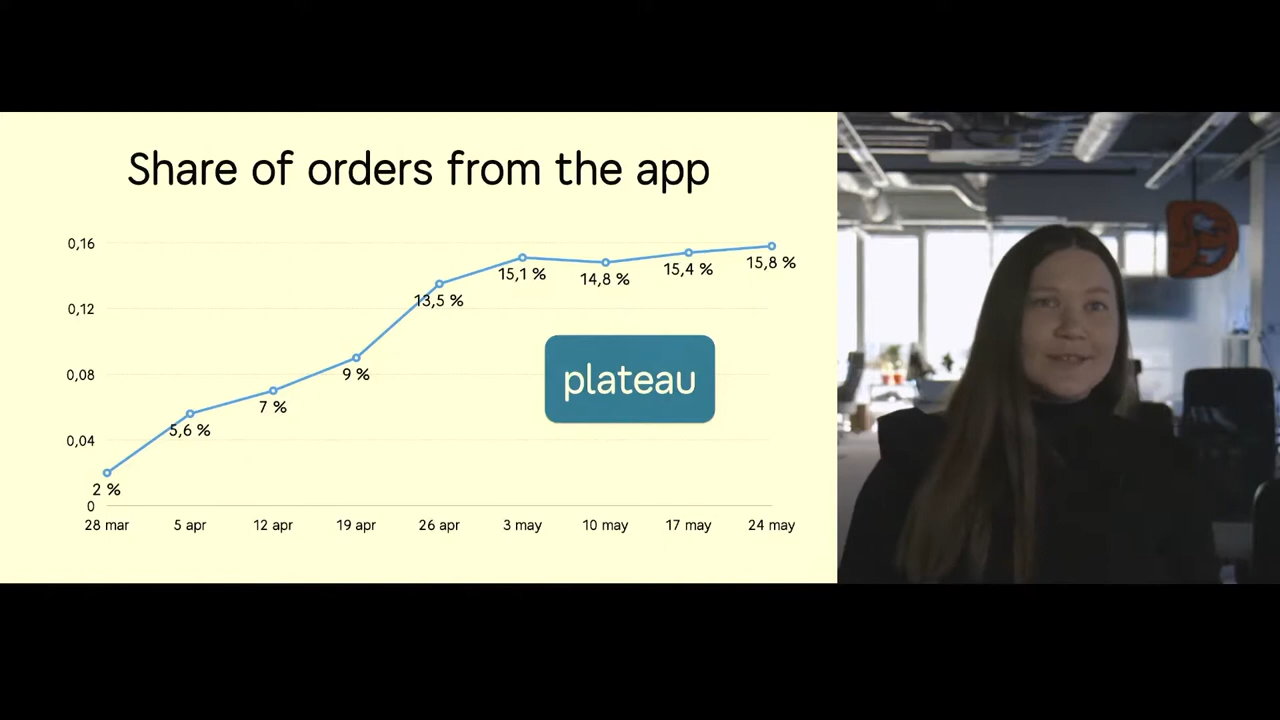 Share of orders from the app
0,16
0,12
0,08
0,04
0
2 %
5,6 %
7 %
9 %
13,5 %
15,1 %
14,8 %
15,4 %
15,8 %
plateau
28 mar
5 apr
12 apr
19 apr
26 apr
3 may
10 may
17 may
24 may